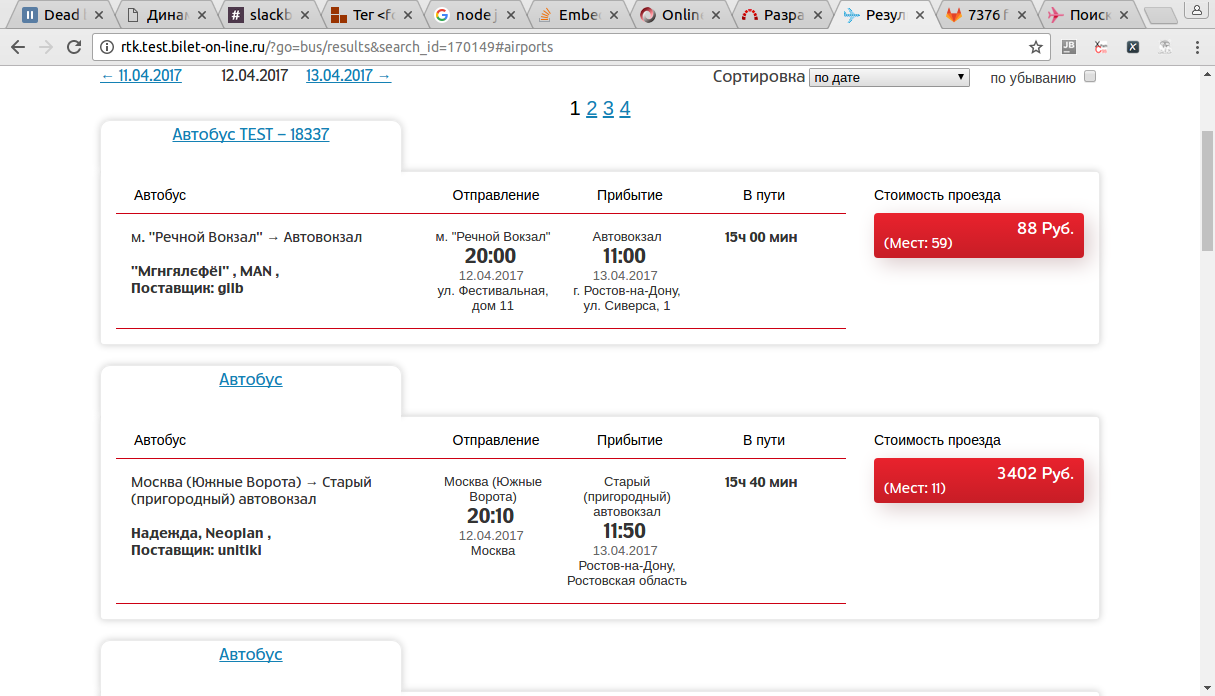 Dead
Дина
slackb
Тег <fo
node j
Embe
Onlin
Разра
Резул
7376 f
Поиск
rtk.test.bilet-on-line.ru/?go=bus/results&search_id=170149#airports
← 11.04.2017 12.04.2017 13.04.2017 → Сортировка по дате по убыванию
1 2 3 4
Автобус TEST – 18337
Автобус Отправление Прибытие В пути Стоимость проезда
м. "Речной Вокзал" → Автовокзал
"Мгнгялєфёі" , MAN ,
Поставщик: gilb
м. "Речной Вокзал"
20:00
12.04.2017
ул. Фестивальная,
дом 11
Автовокзал
11:00
13.04.2017
г. Ростов-на-Дону,
ул. Сиверса, 1
15ч 00 мин
88 Руб.
(Мест: 59)
Автобус
Автобус Отправление Прибытие В пути Стоимость проезда
Москва (Южные Ворота) → Старый
(пригородный) автовокзал
Надежда, Neoplan ,
Поставщик: unitiki
Москва (Южные
Ворота)
20:10
12.04.2017
Москва
Старый
(пригородный)
автовокзал
11:50
13.04.2017
Ростов-на-Дону,
Ростовская область
15ч 40 мин
3402 Руб.
(Мест: 11)
Автобус